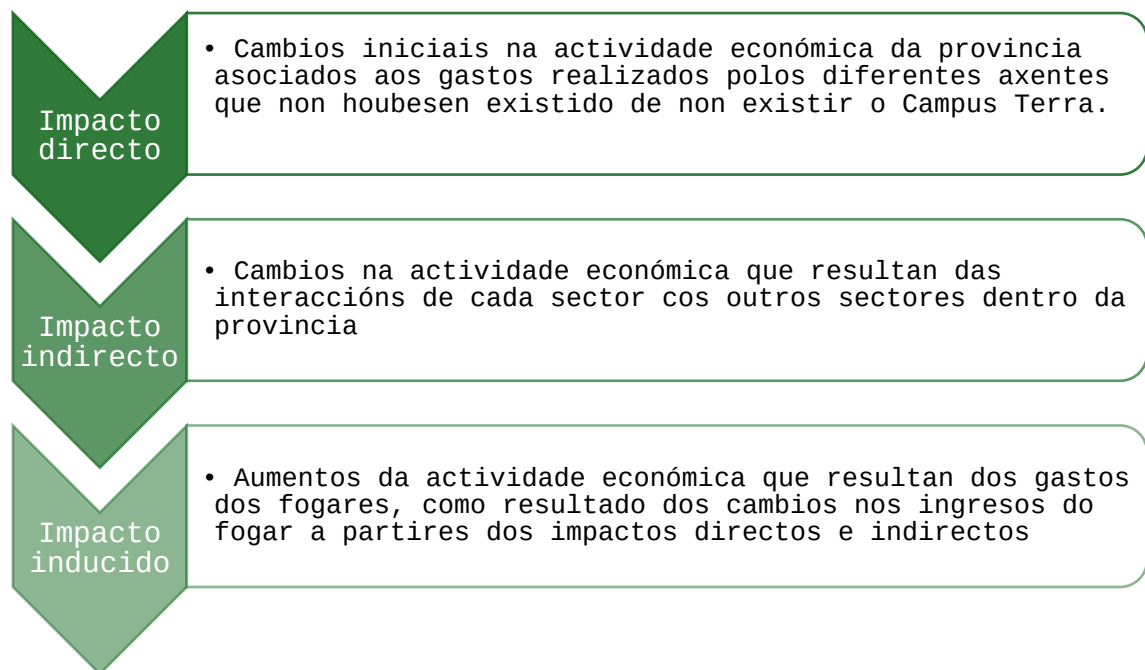 Impacto
directo
• Cambios iniciais na actividade económica da provincia
asociados aos gastos realizados polos diferentes axentes
que non houbesen existido de non existir o Campus Terra.
Impacto
indirecto
• Cambios na actividade económica que resultan das
interaccións de cada sector cos outros sectores dentro da
provincia
Impacto
inducido
• Aumentos da actividade económica que resultan dos gastos
dos fogares, como resultado dos cambios nos ingresos do
fogar a partires dos impactos directos e indirectos